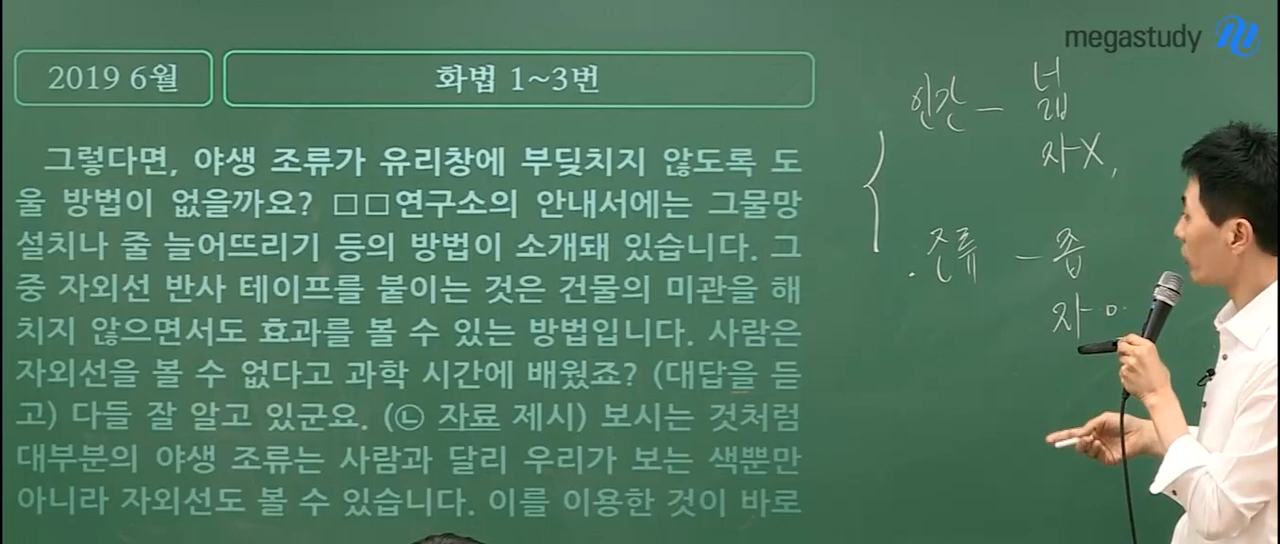 megastudy
2019 6월
화법 1~3번
그렇다면, 야생 조류가 유리창에 부딪치지 않도록 도
울 방법이 없을까요? □□연구소의 안내서에는 그물망
설치나 줄 늘어뜨리기 등의 방법이 소개돼 있습니다. 그
중 자외선 반사 테이프를 붙이는 것은 건물의 미관을 해
치지 않으면서도 효과를 볼 수 있는 방법입니다. 사람은
자외선을 볼 수 없다고 과학 시간에 배웠죠? (대답을 듣
고) 다들 잘 알고 있군요. (㉡ 자료 제시) 보시는 것처럼
대부분의 야생 조류는 사람과 달리 우리가 보는 색뿐만
아니라 자외선도 볼 수 있습니다. 이를 이용한 것이 바로
인간 - 넓
자X,
조류 - 좁
자 o